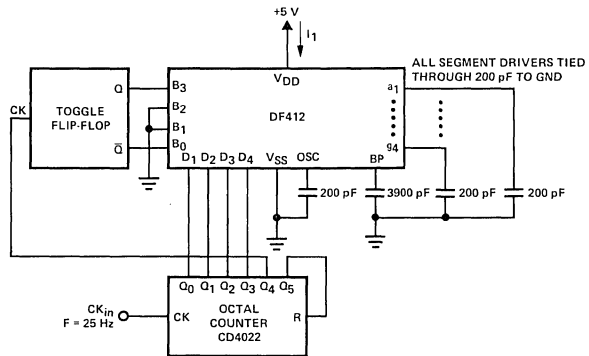 +5 V
I1
ALL SEGMENT DRIVERS TIED
THROUGH 200 pF TO GND
VDD
DF412
CK
TOGGLE
FLIP-FLOP
Q
Q̅
B3
B2
B1
B0
a1
g4
D1 D2 D3 D4 VSS OSC BP
200 pF
3900 pF
200 pF
200 pF
Q0 Q1 Q2 Q3 Q4 Q5
CKin
F = 25 Hz
CK
OCTAL
COUNTER
CD4022
R